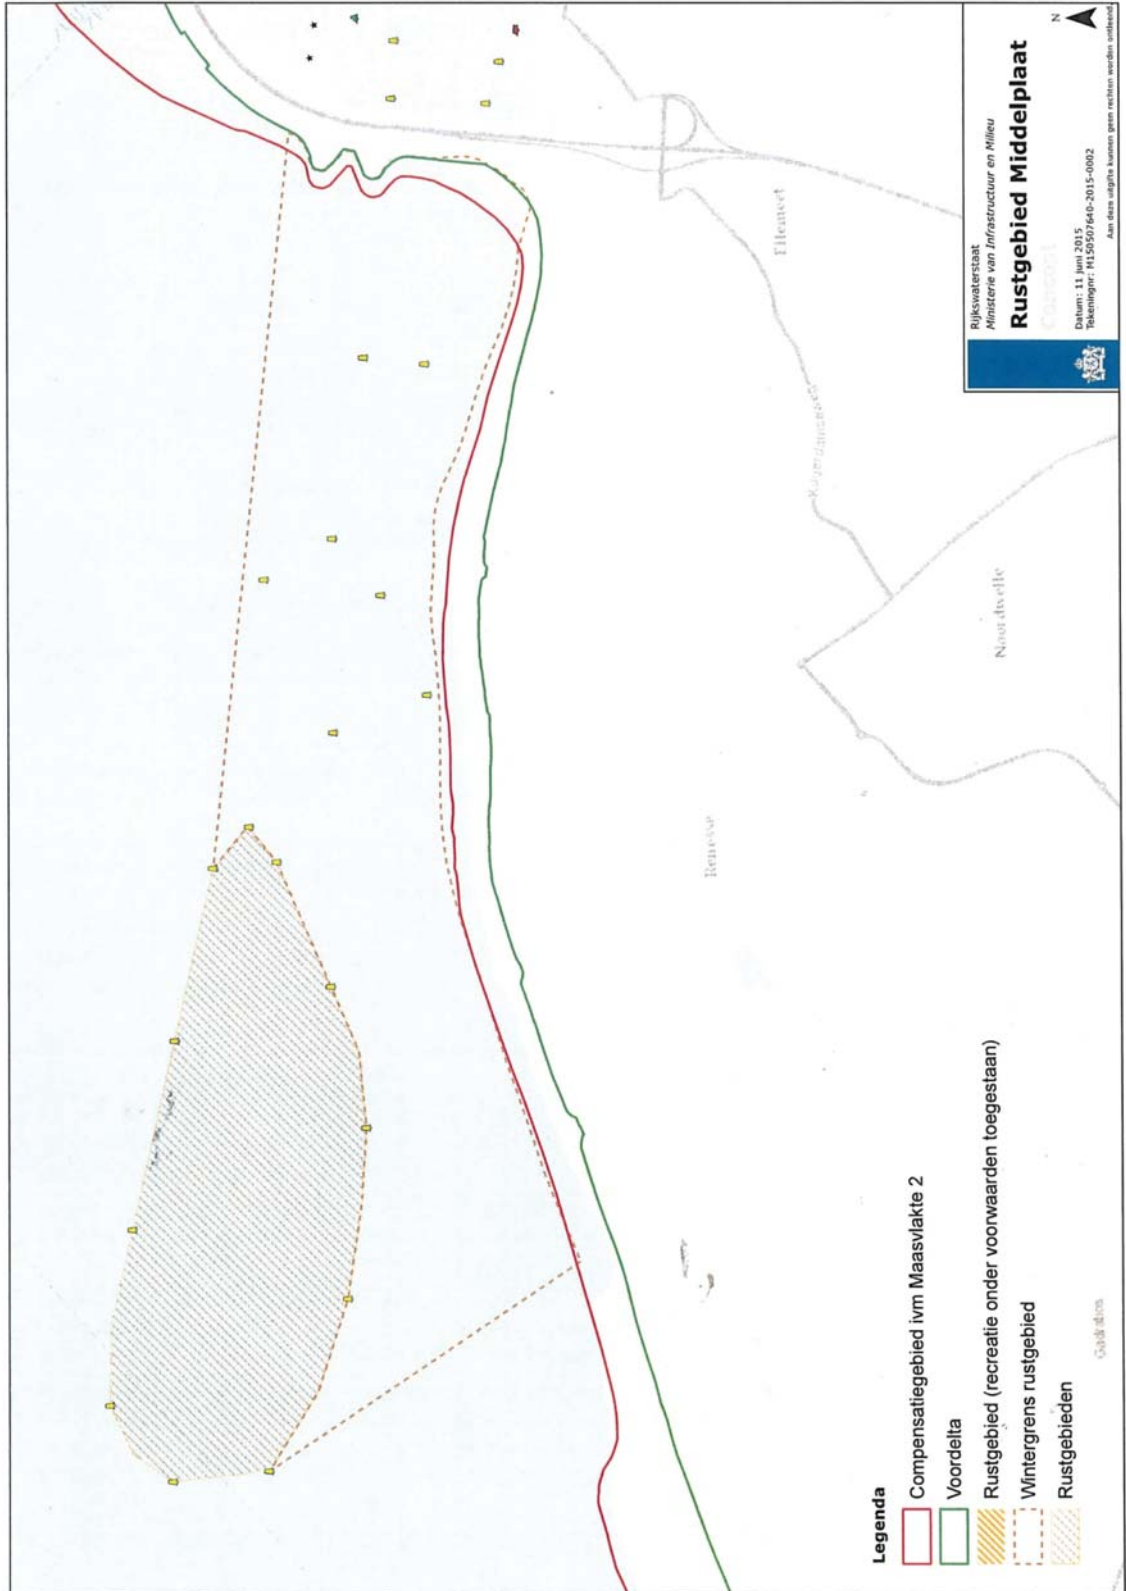 Rijkswaterstaat
Ministerie van Infrastructuur en Milieu
Rustgebied Middelplaat
Concept
Datum: 11 juni 2015
Tekeningnr: M150507640-2015-0002
Aan deze uitgifte kunnen geen rechten worden ontleend.
N
Ellemeet
Noordwelle
Renesse
Legenda
Compensatiegebied ivm Maasvlakte 2
Voordelta
Rustgebied (recreatie onder voorwaarden toegestaan)
Wintergrens rustgebied
Rustgebieden